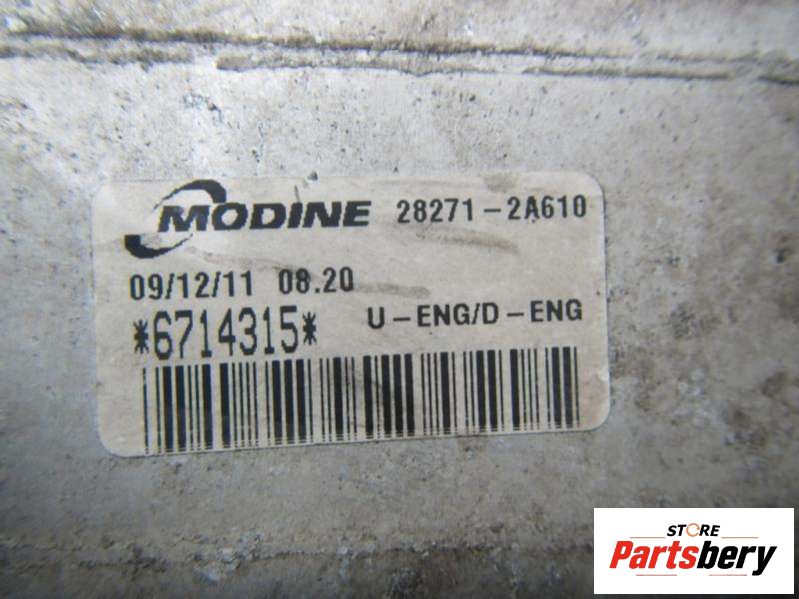 MODINE 28271-2A610
09/12/11 08.20
*6714315* U-ENG/D-ENG
STORE
Partsbery